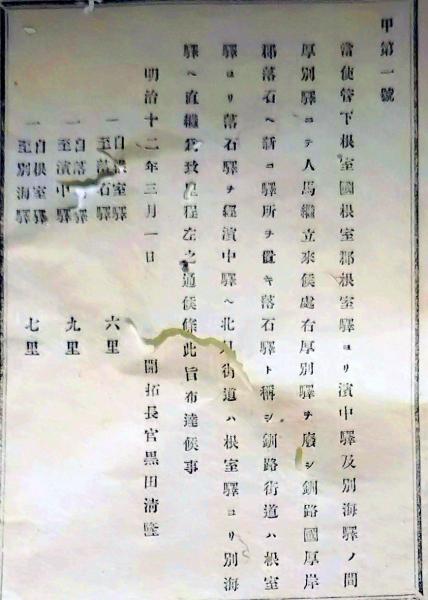 甲第一號
當使管下根室國根室郡根室驛ヨリ濱中驛及別海驛ノ間
厚別驛ニテ人馬繼立來候處右厚別驛ヲ廢シ釧路國厚岸
郡落石ヘ新ニ驛所ヲ置キ落石驛ト稱シ釧路街道ハ根室
驛ヨリ落石驛ヲ經濱中驛ヘ北見街道ハ根室驛ヨリ別海
驛ヘ直繼爲致里程左之通候條此旨布達候事
明治十二年三月一日 開拓長官黑田清隆
一自根室驛至落石驛 六里
一自落驛至濱中驛 九里
一自根室驛至別海驛 七里